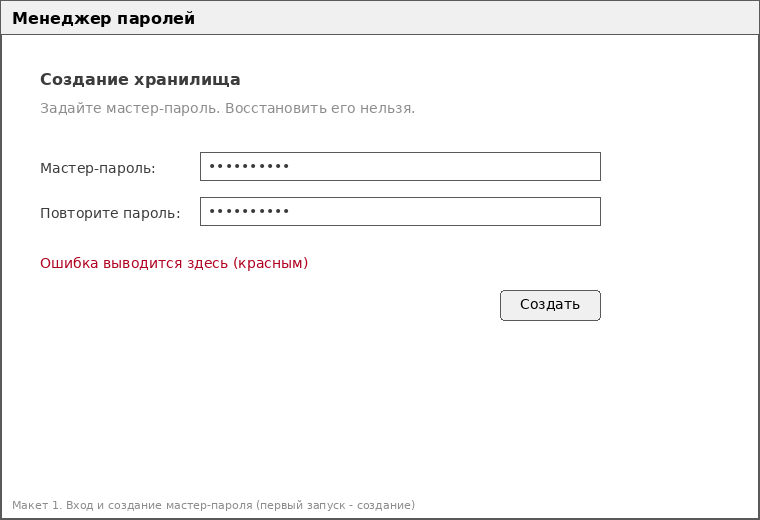 Менеджер паролей
Создание хранилища
Задайте мастер-пароль. Восстановить его нельзя.
Мастер-пароль: ••••••••••
Повторите пароль: ••••••••••
Ошибка выводится здесь (красным)
Создать
Макет 1. Вход и создание мастер-пароля (первый запуск - создание)